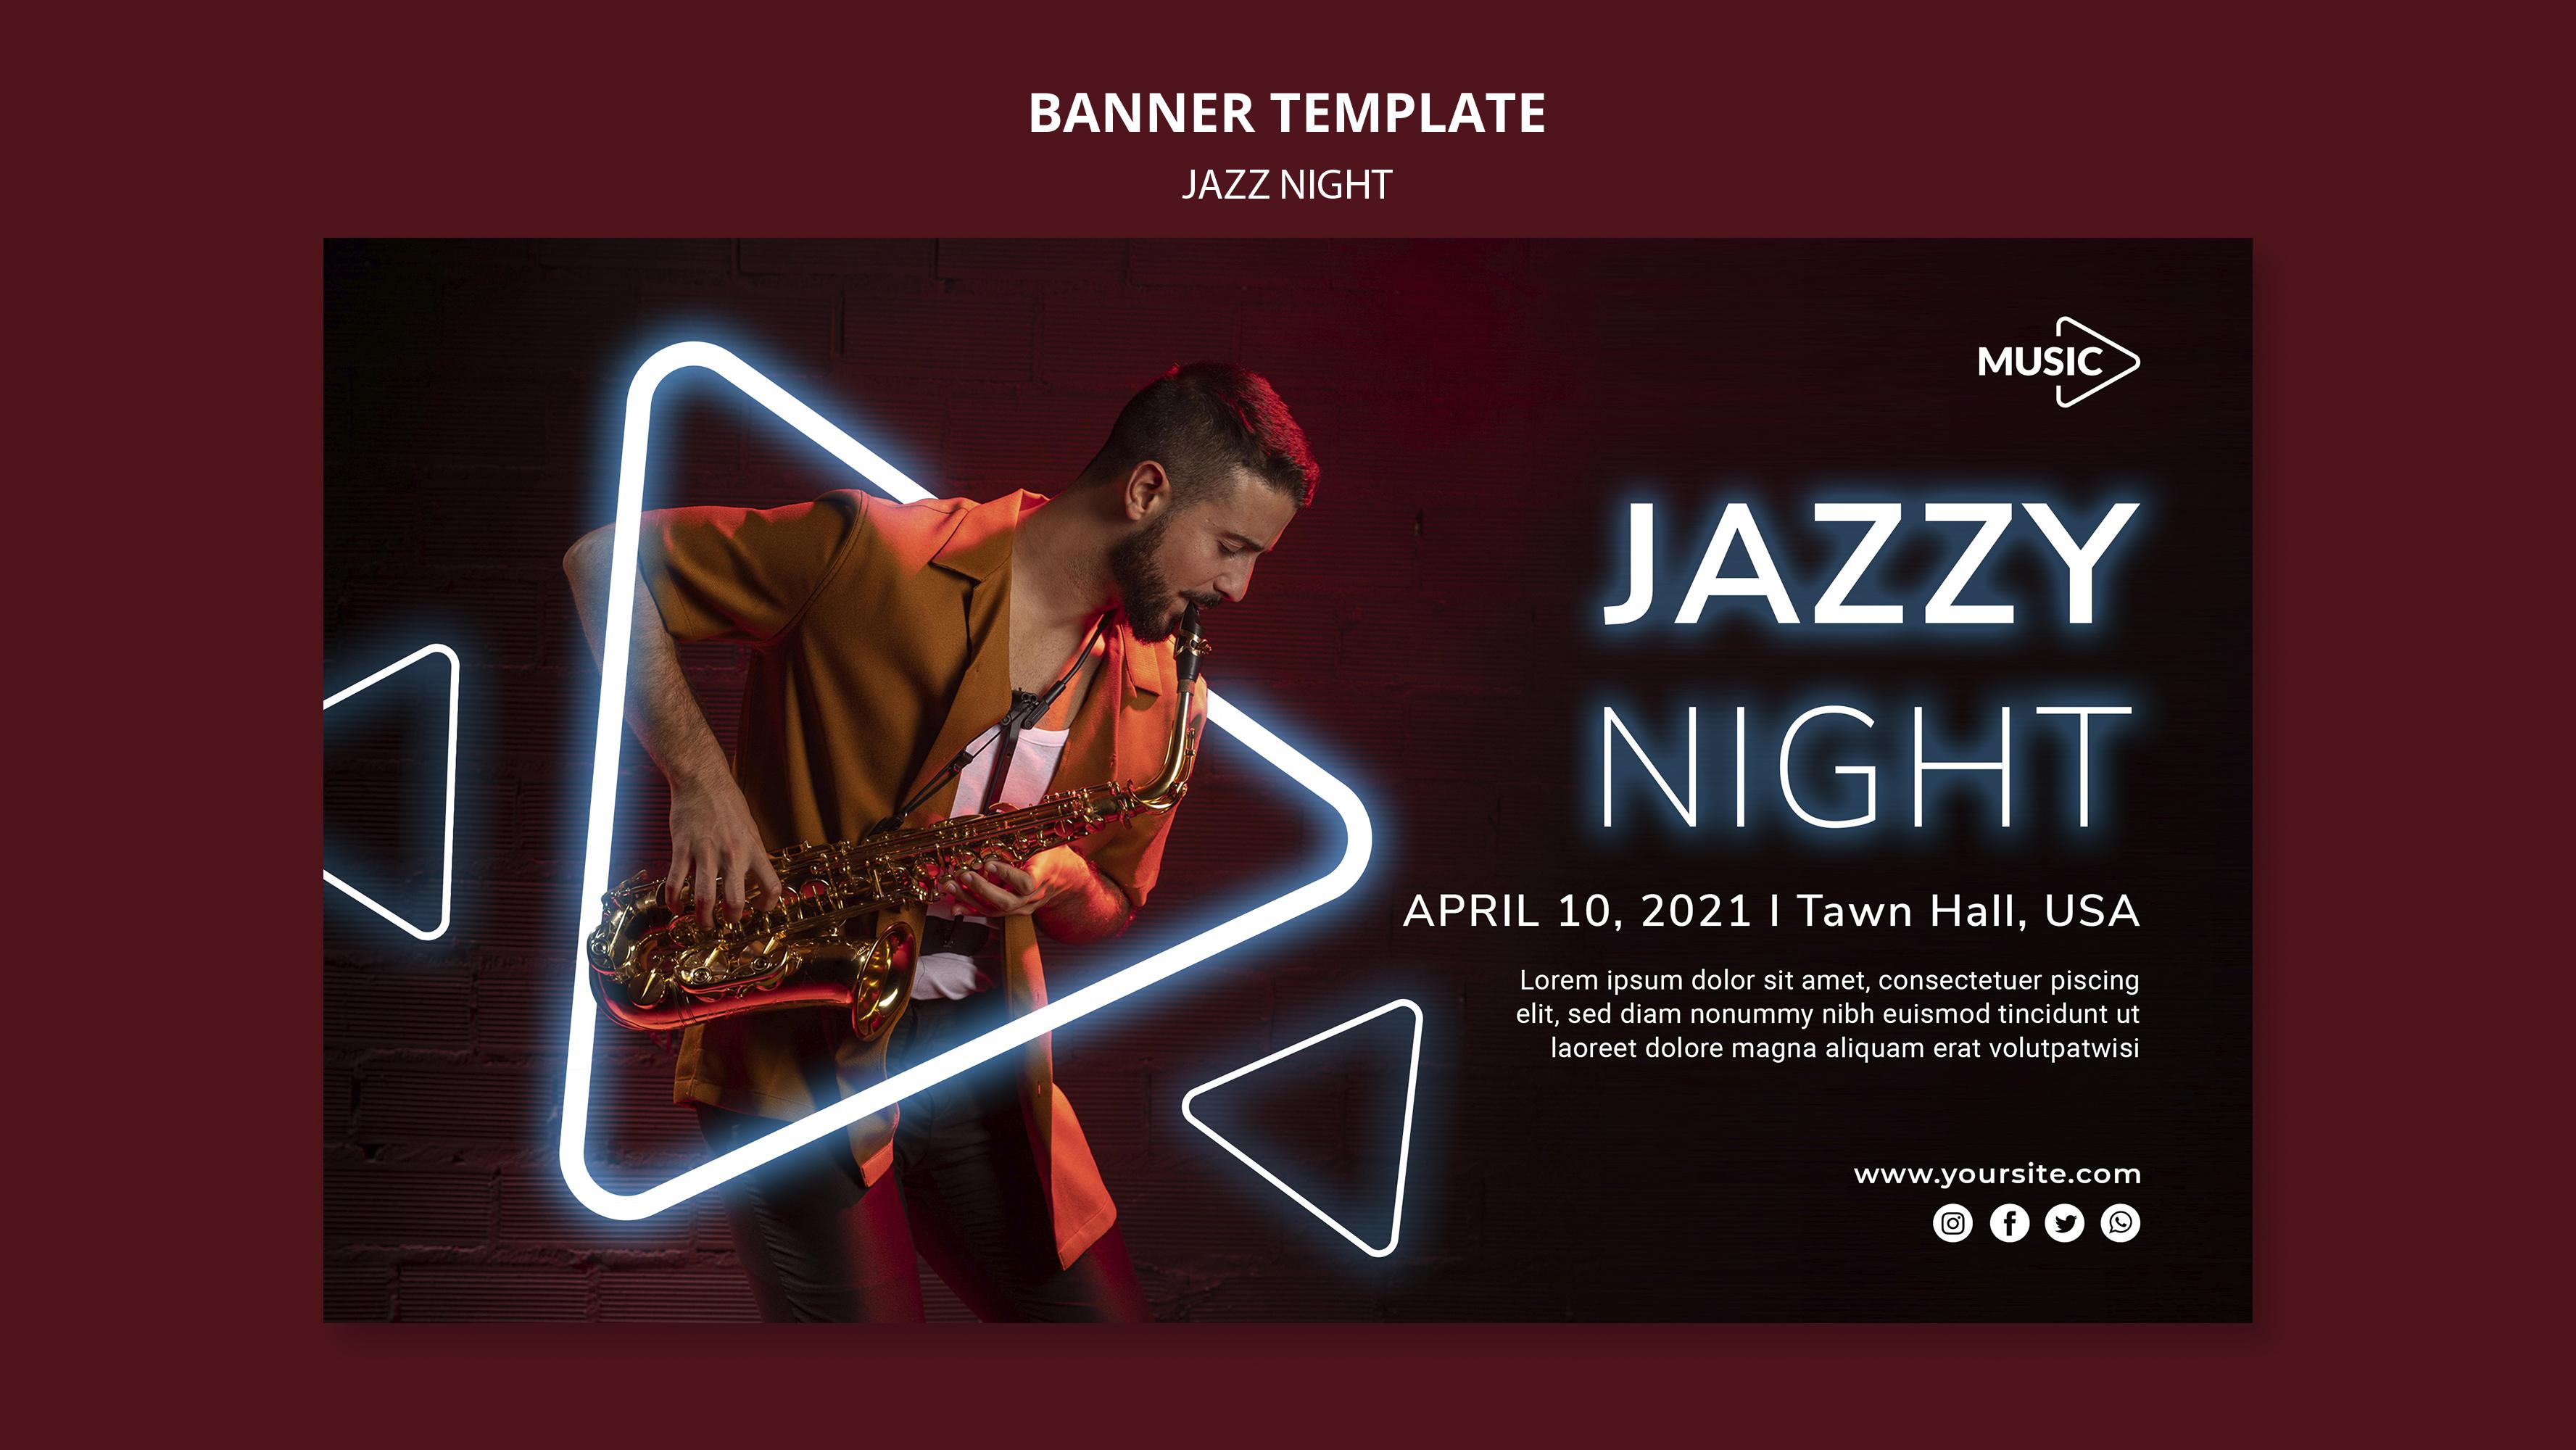 BANNER TEMPLATE
JAZZ NIGHT
MUSIC
JAZZY
NIGHT
APRIL 10, 2021 I Tawn Hall, USA
Lorem ipsum dolor sit amet, consectetuer piscing
elit, sed diam nonummy nibh euismod tincidunt ut
laoreet dolore magna aliquam erat volutpatwisi
www.yoursite.com